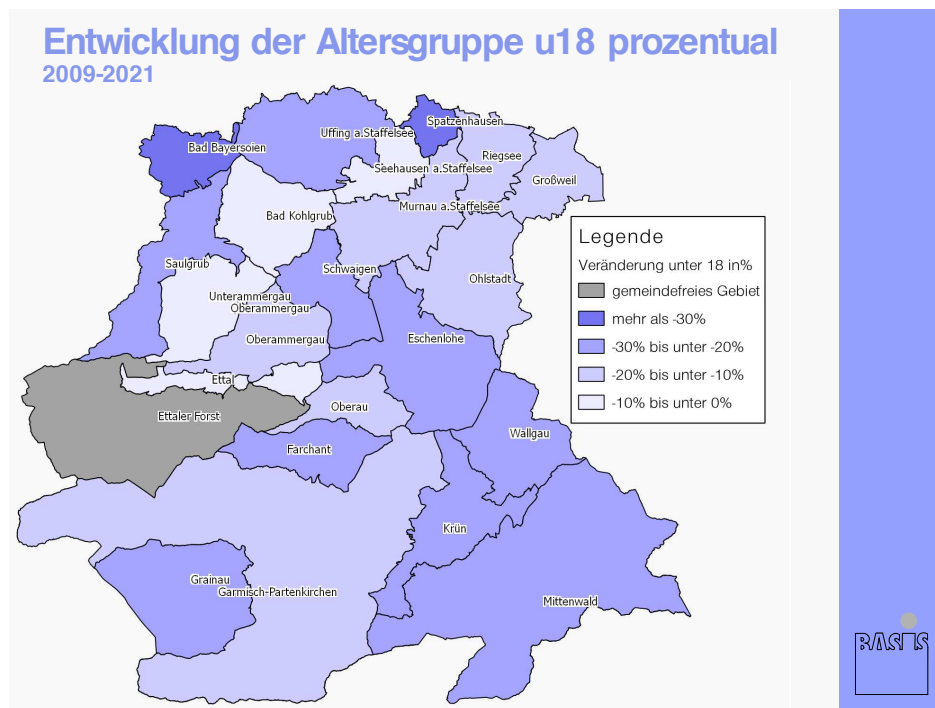 Entwicklung der Altersgruppe u18 prozentual
2009-2021
Spatzenhausen
Uffing a.Staffelsee
Bad Bayersoien
Riegsee
Seehausen a.Staffelsee
Großweil
Murnau a.Staffelsee
Bad Kohlgrub
Saulgrub
Schwaigen
Ohlstadt
Unterammergau
Oberammergau
Oberammergau
Eschenlohe
Ettal
Oberau
Ettaler Forst
Wallgau
Farchant
Krün
Grainau
Garmisch-Partenkirchen
Mittenwald
Legende
Veränderung unter 18 in%
gemeindefreies Gebiet
mehr als -30%
-30% bis unter -20%
-20% bis unter -10%
-10% bis unter 0%
BASIS